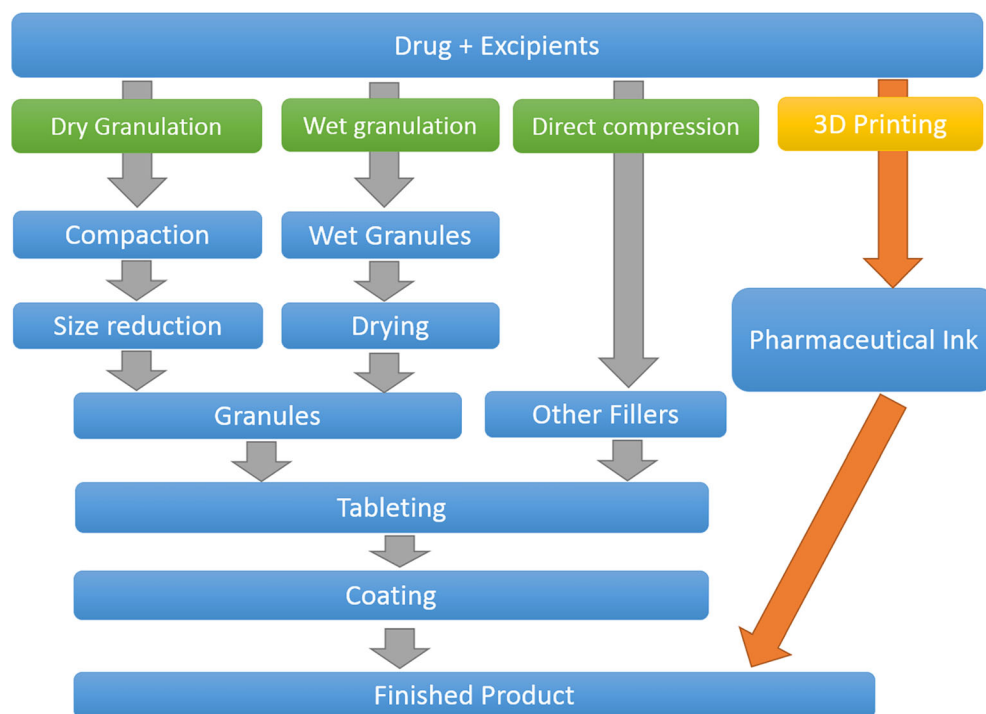 Drug + Excipients
Dry Granulation
Wet granulation
Direct compression
3D Printing
Compaction
Wet Granules
Size reduction
Drying
Pharmaceutical Ink
Granules
Other Fillers
Tableting
Coating
Finished Product